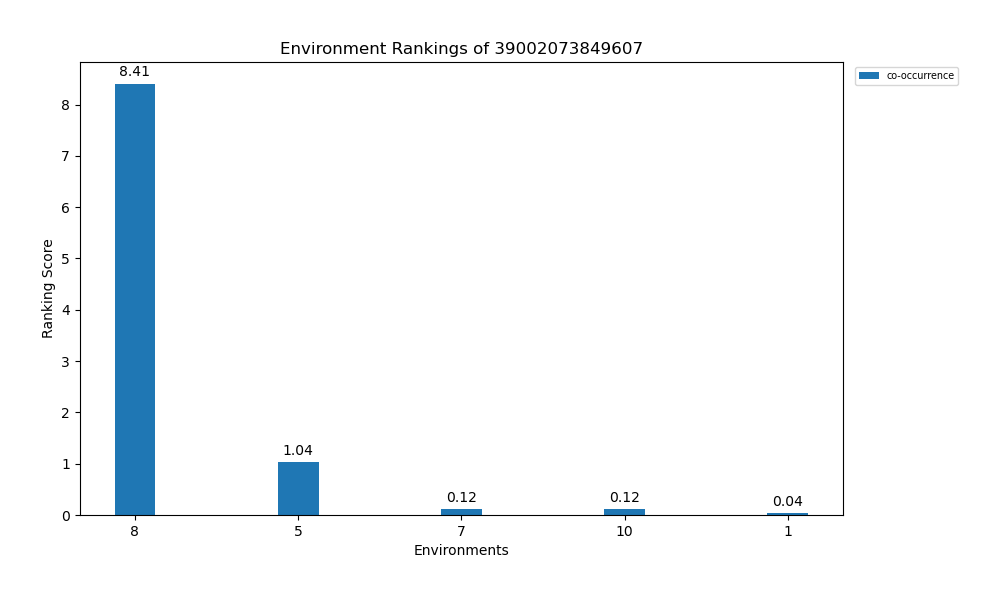 Environment Rankings of 39002073849607
co-occurrence
Ranking Score
8
7
6
5
4
3
2
1
0
8.41
1.04
0.12
0.12
0.04
8 5 7 10 1
Environments